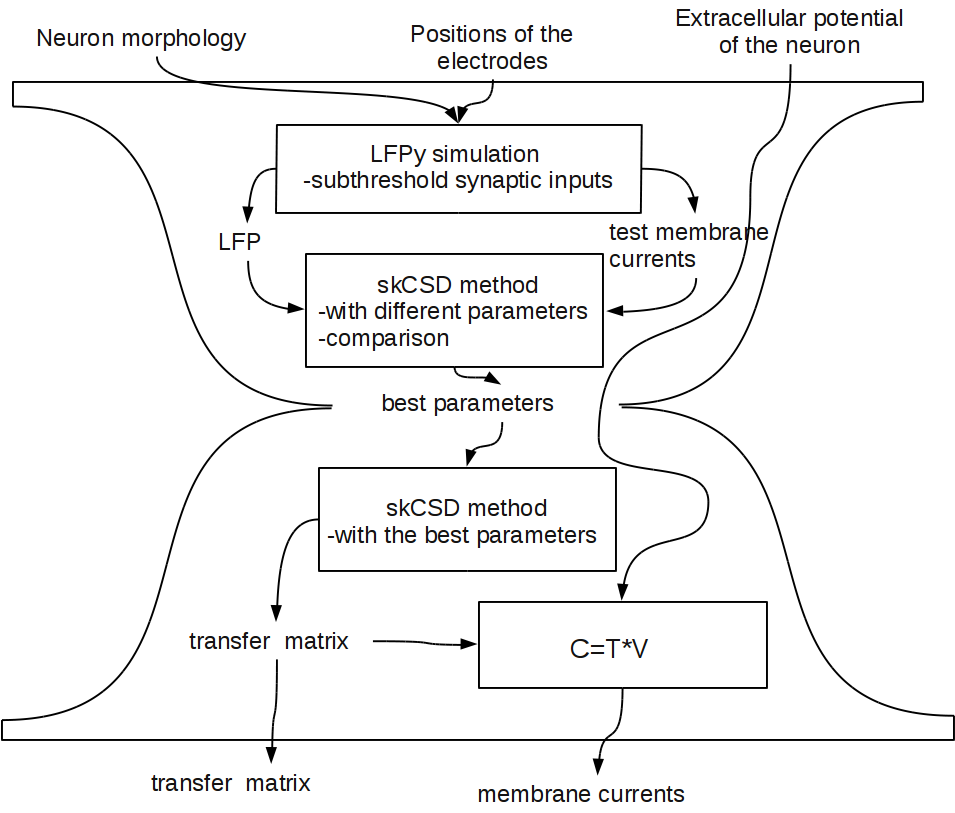 Neuron morphology
Positions of the
electrodes
Extracellular potential
of the neuron
LFPy simulation
-subthreshold synaptic inputs
LFP
test membrane
currents
skCSD method
-with different parameters
-comparison
best parameters
skCSD method
-with the best parameters
transfer matrix
C=T*V
transfer matrix
membrane currents